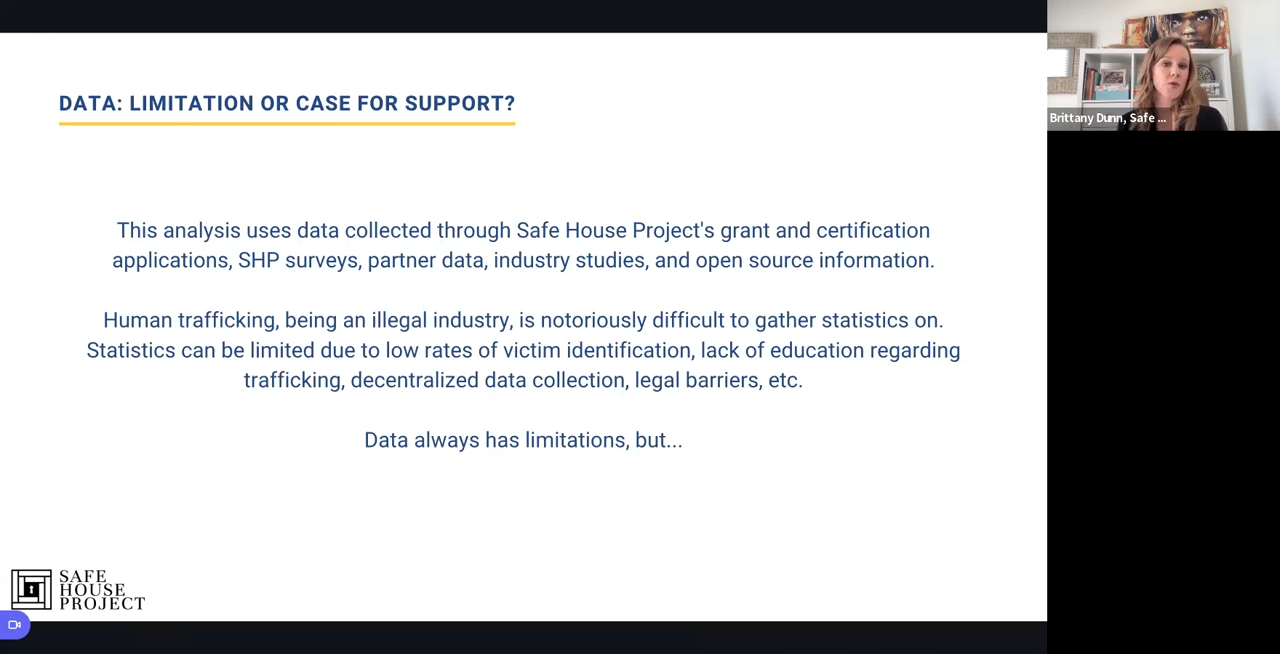 DATA: LIMITATION OR CASE FOR SUPPORT?
This analysis uses data collected through Safe House Project's grant and certification
applications, SHP surveys, partner data, industry studies, and open source information.
Human trafficking, being an illegal industry, is notoriously difficult to gather statistics on.
Statistics can be limited due to low rates of victim identification, lack of education regarding
trafficking, decentralized data collection, legal barriers, etc.
Data always has limitations, but...
SAFE
HOUSE
PROJECT
Brittany Dunn, Safe ...